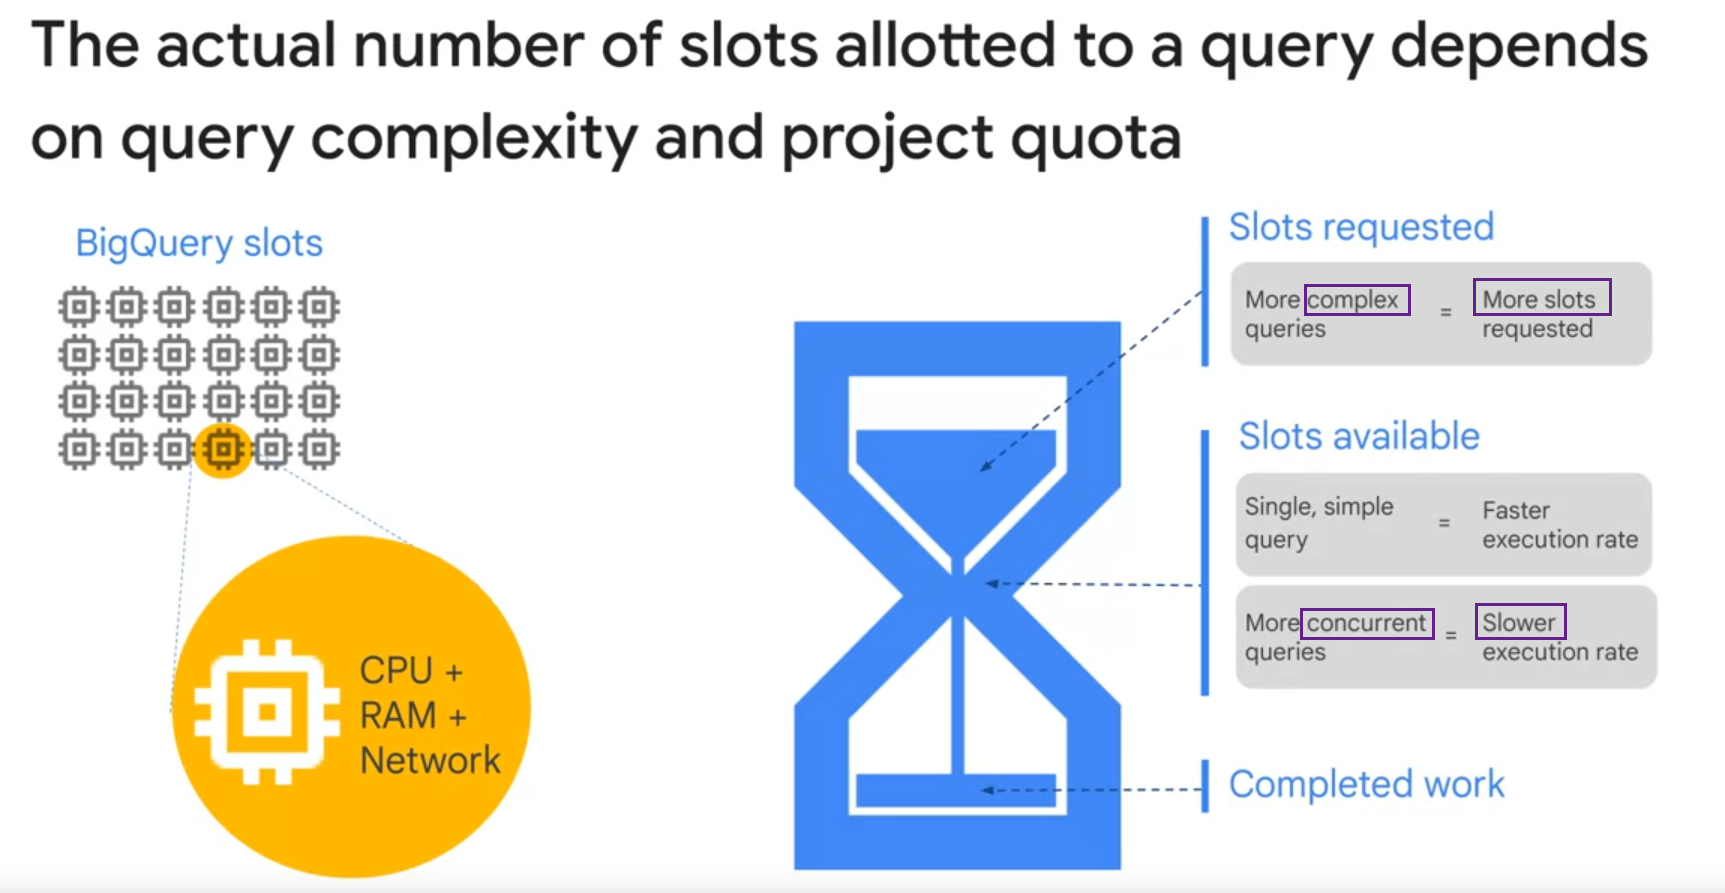 The actual number of slots allotted to a query depends
on query complexity and project quota
BigQuery slots
CPU +
RAM +
Network
Slots requested
More complex
queries
=
More slots
requested
Slots available
Single, simple
query
=
Faster
execution rate
More concurrent
queries
=
Slower
execution rate
Completed work